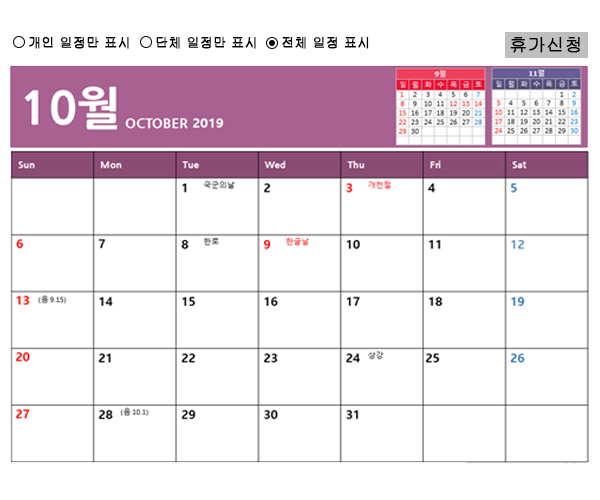 개인 일정만 표시 단체 일정만 표시 전체 일정 표시 휴가신청
10월 OCTOBER 2019
9월
일 월 화 수 목 금 토
1 2 3 4 5 6 7
8 9 10 11 12 13 14
15 16 17 18 19 20 21
22 23 24 25 26 27 28
29 30
11월
일 월 화 수 목 금 토
1 2
3 4 5 6 7 8 9
10 11 12 13 14 15 16
17 18 19 20 21 22 23
24 25 26 27 28 29 30
Sun Mon Tue Wed Thu Fri Sat
1 국군의날 2 3 개천절 4 5
6 7 8 한로 9 한글날 10 11 12
13 (음 9.15) 14 15 16 17 18 19
20 21 22 23 24 상강 25 26
27 28 (음 10.1) 29 30 31